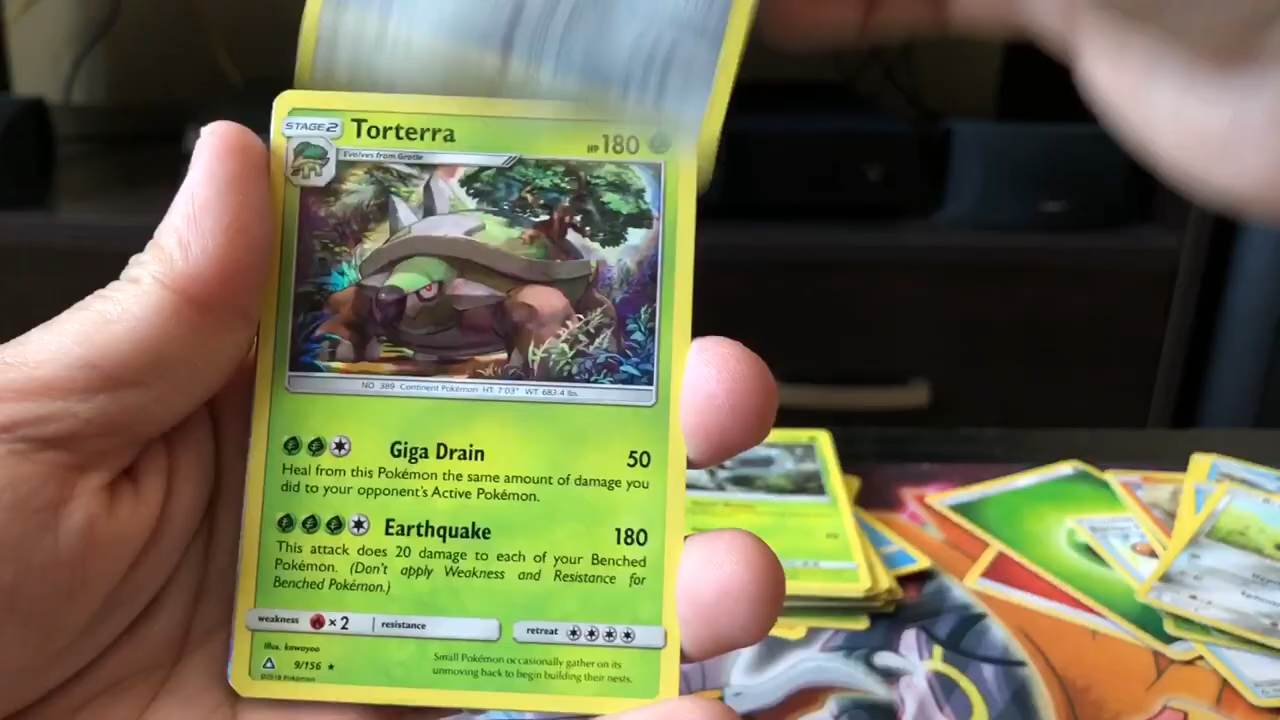 STAGE 2 Torterra HP 180
Evolves from Grotle
NO. 389 Continent Pokémon HT: 7'03" WT: 683.4 lbs.
Giga Drain 50
Heal from this Pokémon the same amount of damage you
did to your opponent's Active Pokémon.
Earthquake 180
This attack does 20 damage to each of your Benched
Pokémon. (Don't apply Weakness and Resistance for
Benched Pokémon.)
weakness ×2 resistance retreat
Illus. kawayoo
9/156 ★
©2018 Pokémon
Small Pokémon occasionally gather on its
unmoving back to begin building their nests.